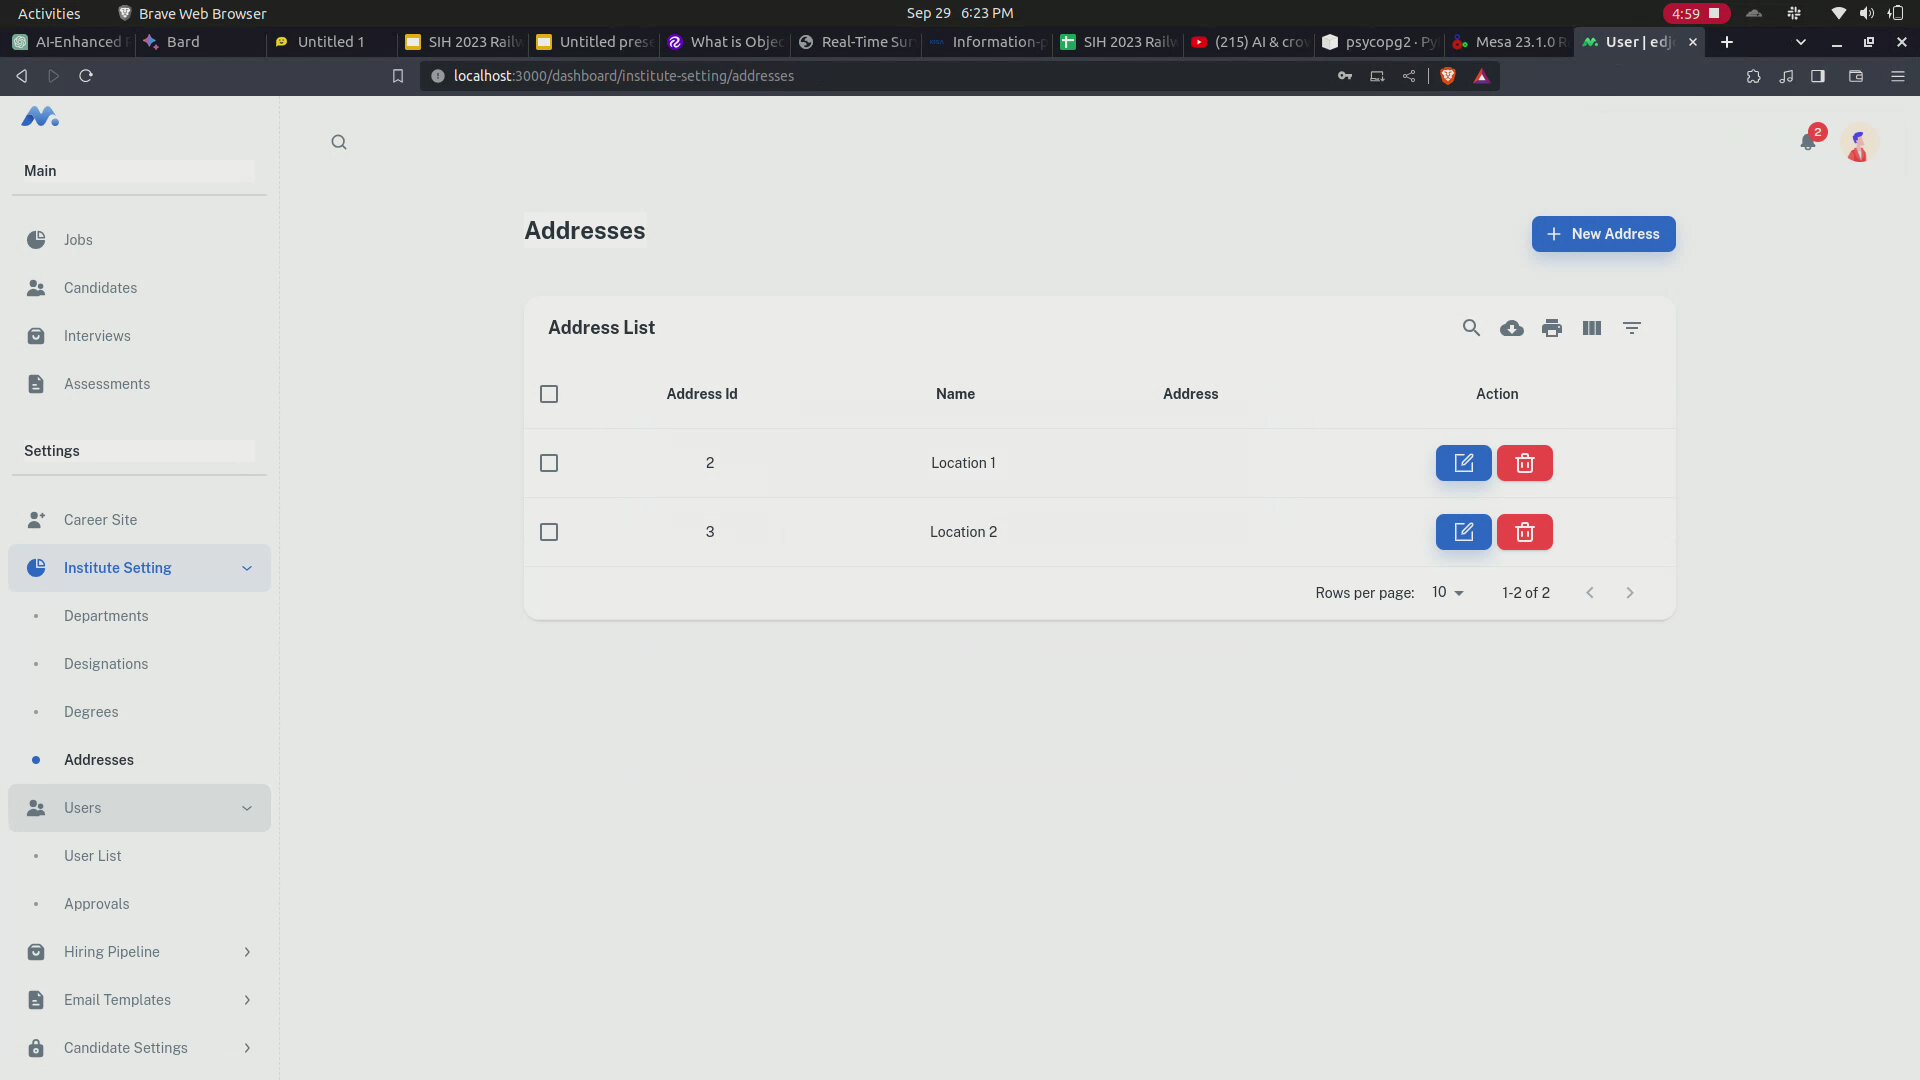 Activities Brave Web Browser Sep 29 6:23 PM 4:59
AI-Enhanced Bard Untitled 1 SIH 2023 Railw Untitled prese What is Objec Real-Time Sur Information-p SIH 2023 Railw (215) AI & crow psycopg2 · Py Mesa 23.1.0 R User | edj
localhost:3000/dashboard/institute-setting/addresses
2
Main
Jobs
Candidates
Interviews
Assessments
Settings
Career Site
Institute Setting
Departments
Designations
Degrees
Addresses
Users
User List
Approvals
Hiring Pipeline
Email Templates
Candidate Settings
Addresses
New Address
Address List
Address Id Name Address Action
2 Location 1
3 Location 2
Rows per page: 10 1-2 of 2